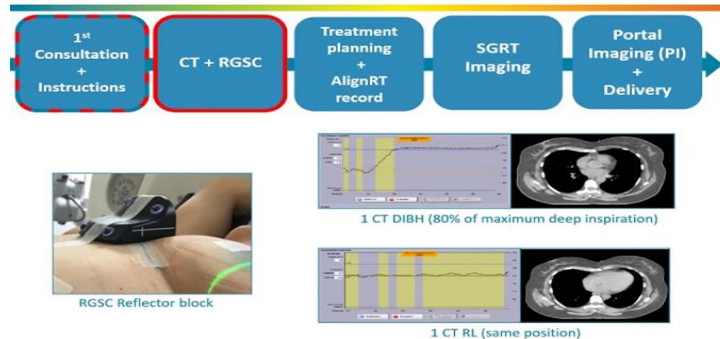 1st
Consultation
+
Instructions
CT + RGSC
Treatment
planning
+
AlignRT
record
SGRT
Imaging
Portal
Imaging (PI)
+
Delivery
1 CT DIBH (80% of maximum deep inspiration)
RGSC Reflector block
1 CT RL (same position)